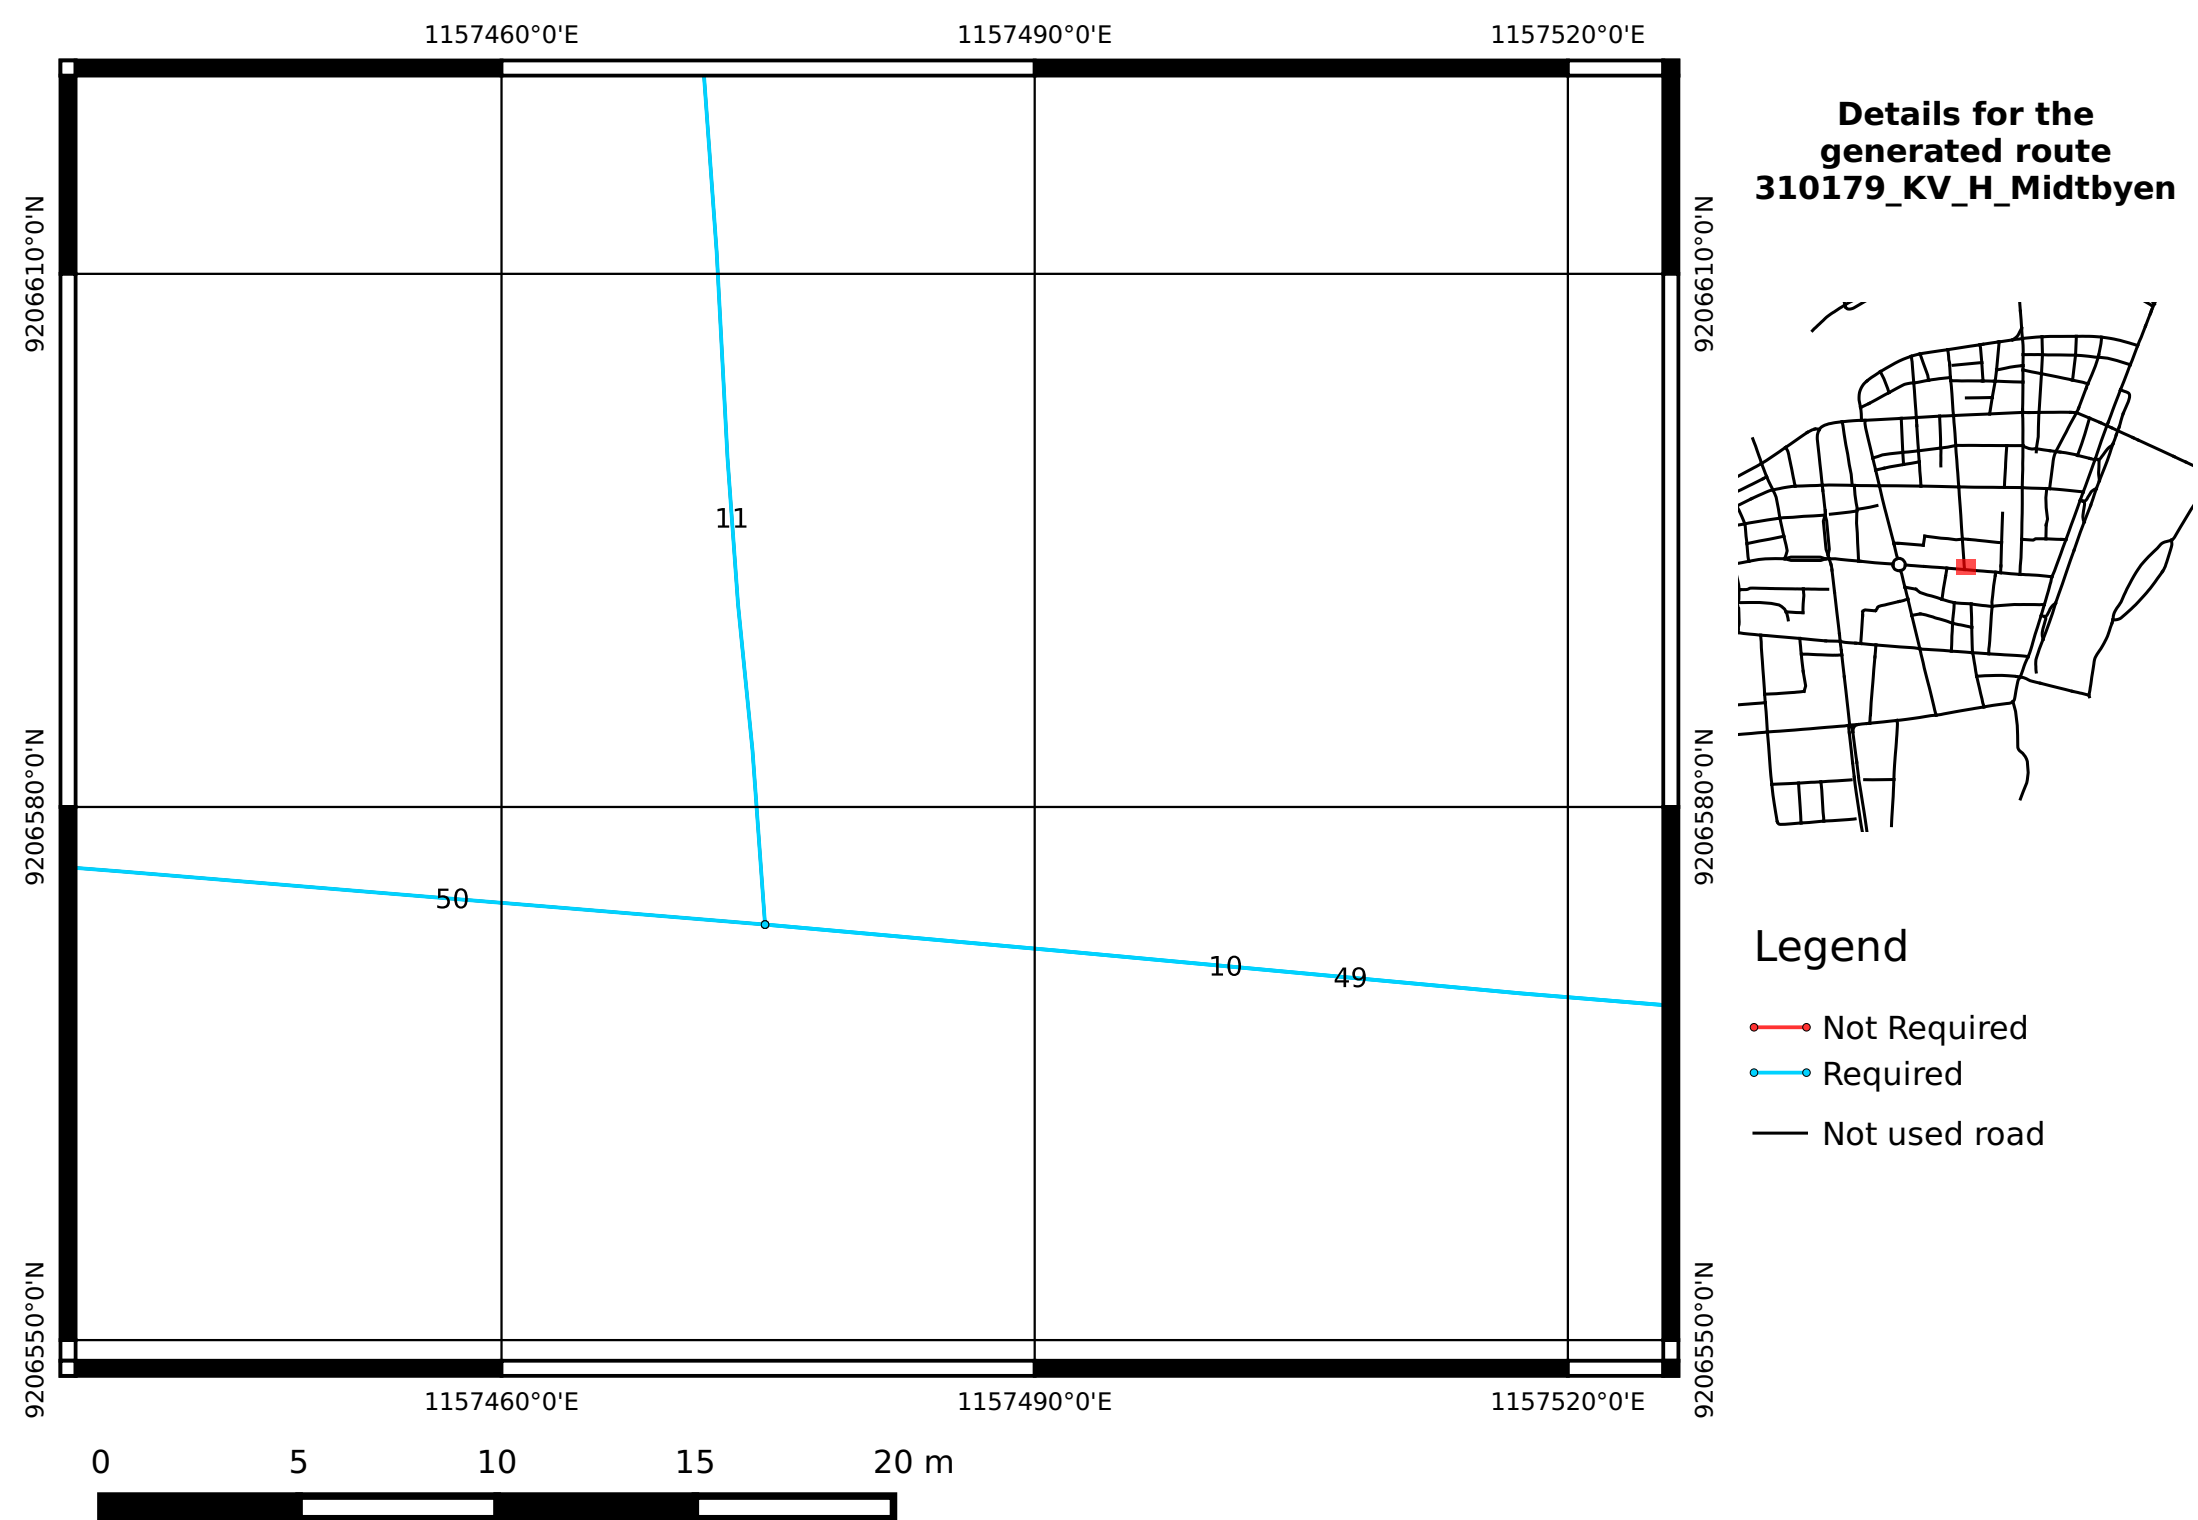 1157460°0'E 1157490°0'E 1157520°0'E
Details for the
generated route
310179_KV_H_Midtbyen
9206610°0'N
9206610°0'N
11
9206580°0'N
9206580°0'N
50
10
49
Legend
Not Required
Required
Not used road
9206550°0'N
9206550°0'N
1157460°0'E 1157490°0'E 1157520°0'E
0 5 10 15 20 m